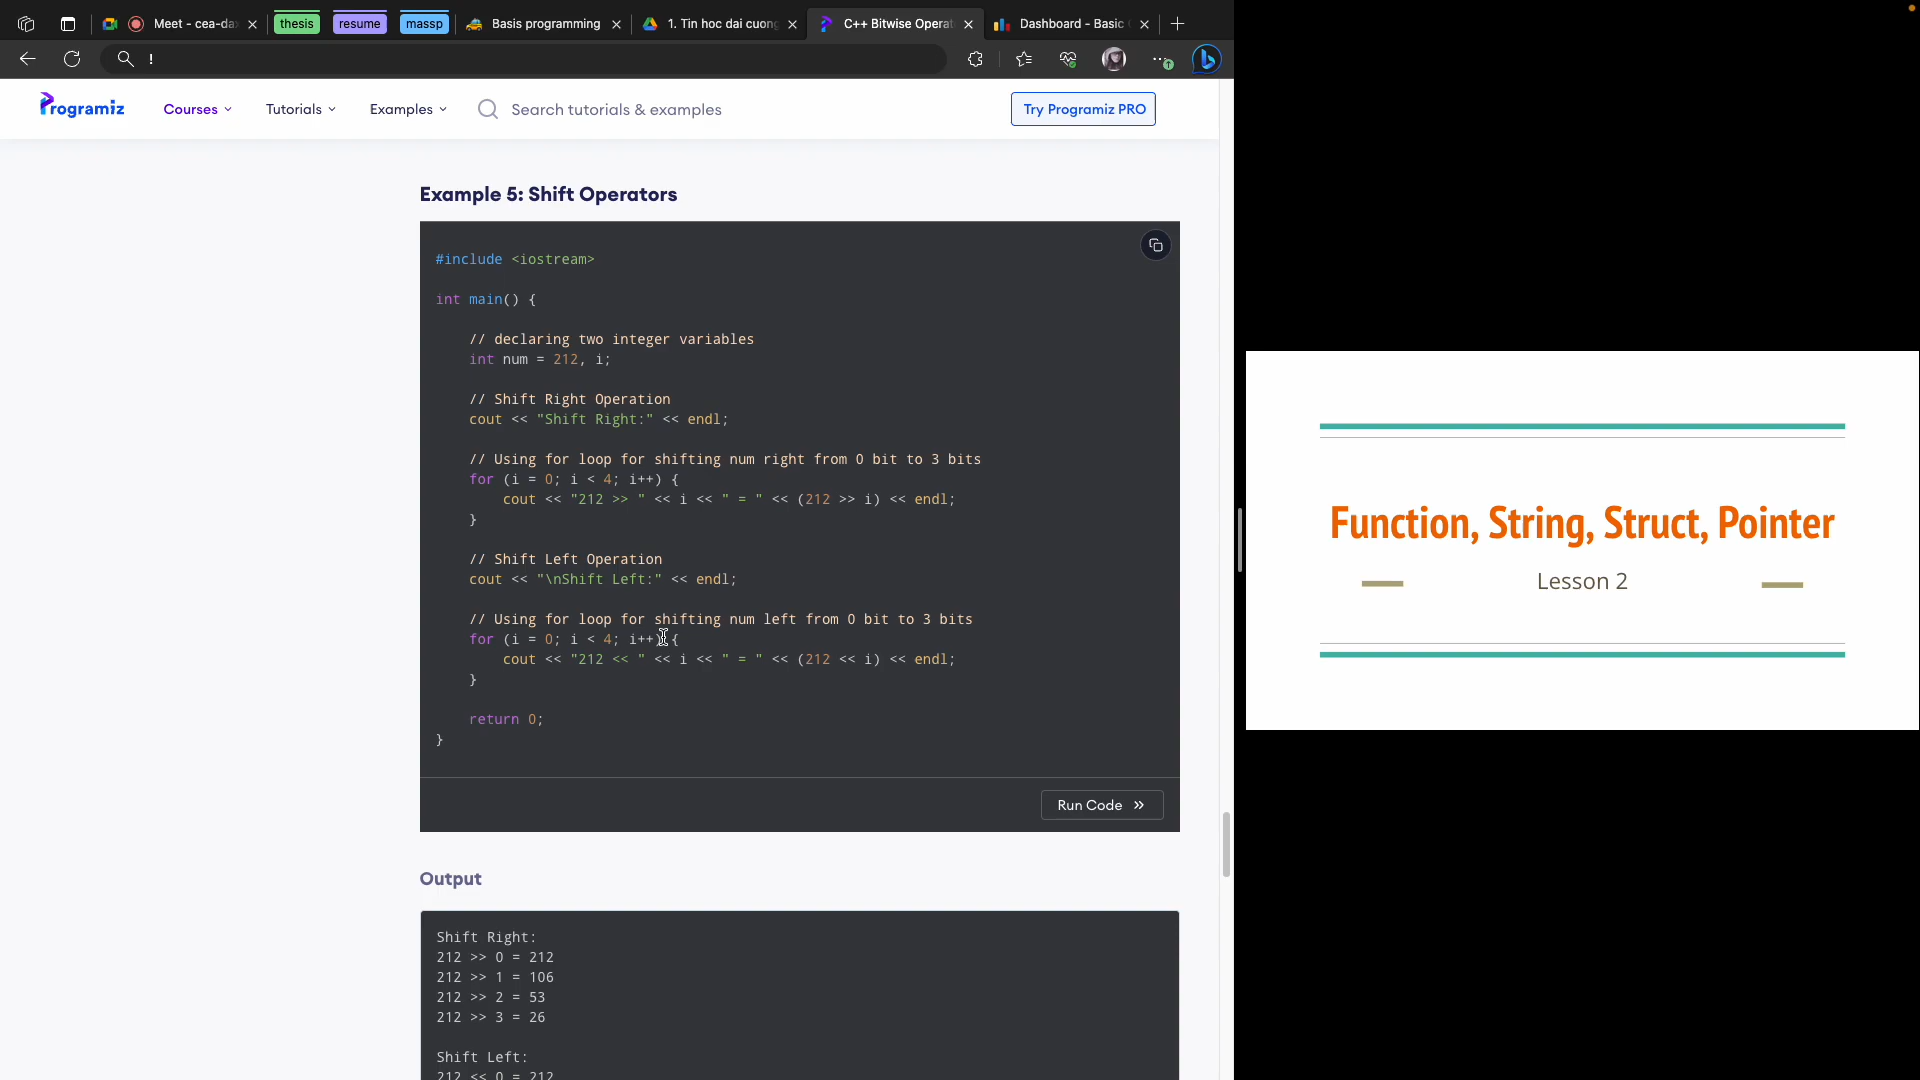 Meet - cea-da
thesis
resume
massp
Basis programming
1. Tin hoc dai cuong
C++ Bitwise Operat
Dashboard - Basic
!
Programiz
Courses
Tutorials
Examples
Search tutorials & examples
Try Programiz PRO
Example 5: Shift Operators
#include <iostream>
int main() {
// declaring two integer variables
int num = 212, i;
// Shift Right Operation
cout << "Shift Right:" << endl;
// Using for loop for shifting num right from 0 bit to 3 bits
for (i = 0; i < 4; i++) {
cout << "212 >> " << i << " = " << (212 >> i) << endl;
}
// Shift Left Operation
cout << "\nShift Left:" << endl;
// Using for loop for shifting num left from 0 bit to 3 bits
for (i = 0; i < 4; i++) {
cout << "212 << " << i << " = " << (212 << i) << endl;
}
return 0;
}
Run Code
Output
Shift Right:
212 >> 0 = 212
212 >> 1 = 106
212 >> 2 = 53
212 >> 3 = 26
Shift Left:
212 << 0 = 212
Function, String, Struct, Pointer
Lesson 2